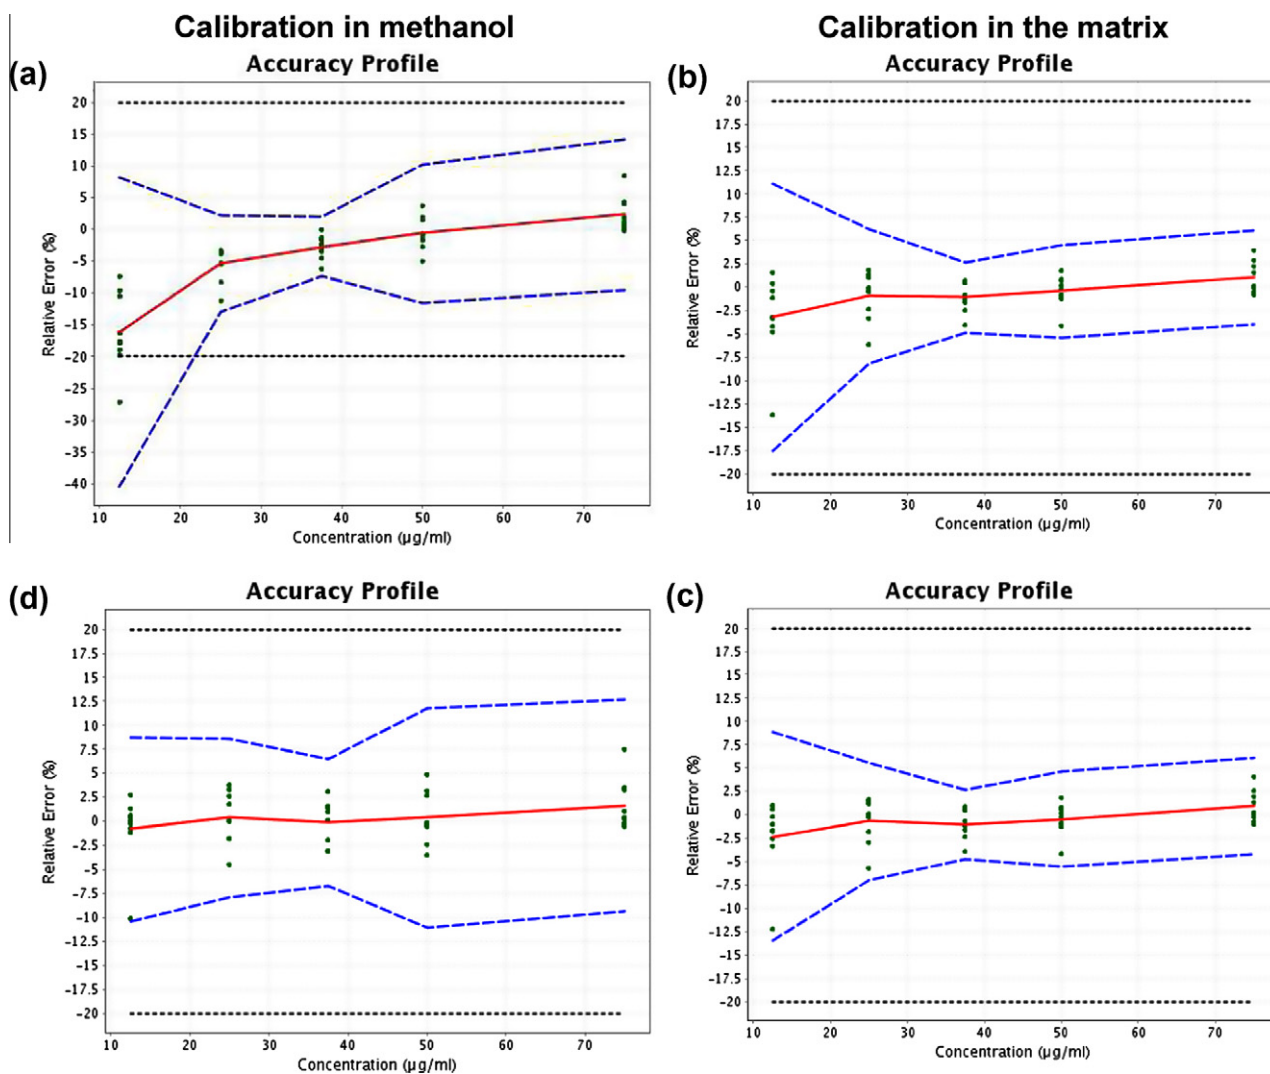 Calibration in methanol
Calibration in the matrix
(a)
Accuracy Profile
20
15
10
5
0
-5
-10
-15
-20
-25
-30
-35
-40
Relative Error (%)
10 20 30 40 50 60 70
Concentration (µg/ml)
(b)
Accuracy Profile
20
17.5
15
12.5
10
7.5
5
2.5
0
-2.5
-5
-7.5
-10
-12.5
-15
-17.5
-20
Relative Error (%)
10 20 30 40 50 60 70
Concentration (µg/ml)
(d)
Accuracy Profile
20
17.5
15
12.5
10
7.5
5
2.5
0
-2.5
-5
-7.5
-10
-12.5
-15
-17.5
-20
Relative Error (%)
10 20 30 40 50 60 70
Concentration (µg/ml)
(c)
Accuracy Profile
20
17.5
15
12.5
10
7.5
5
2.5
0
-2.5
-5
-7.5
-10
-12.5
-15
-17.5
-20
Relative Error (%)
10 20 30 40 50 60 70
Concentration (µg/ml)